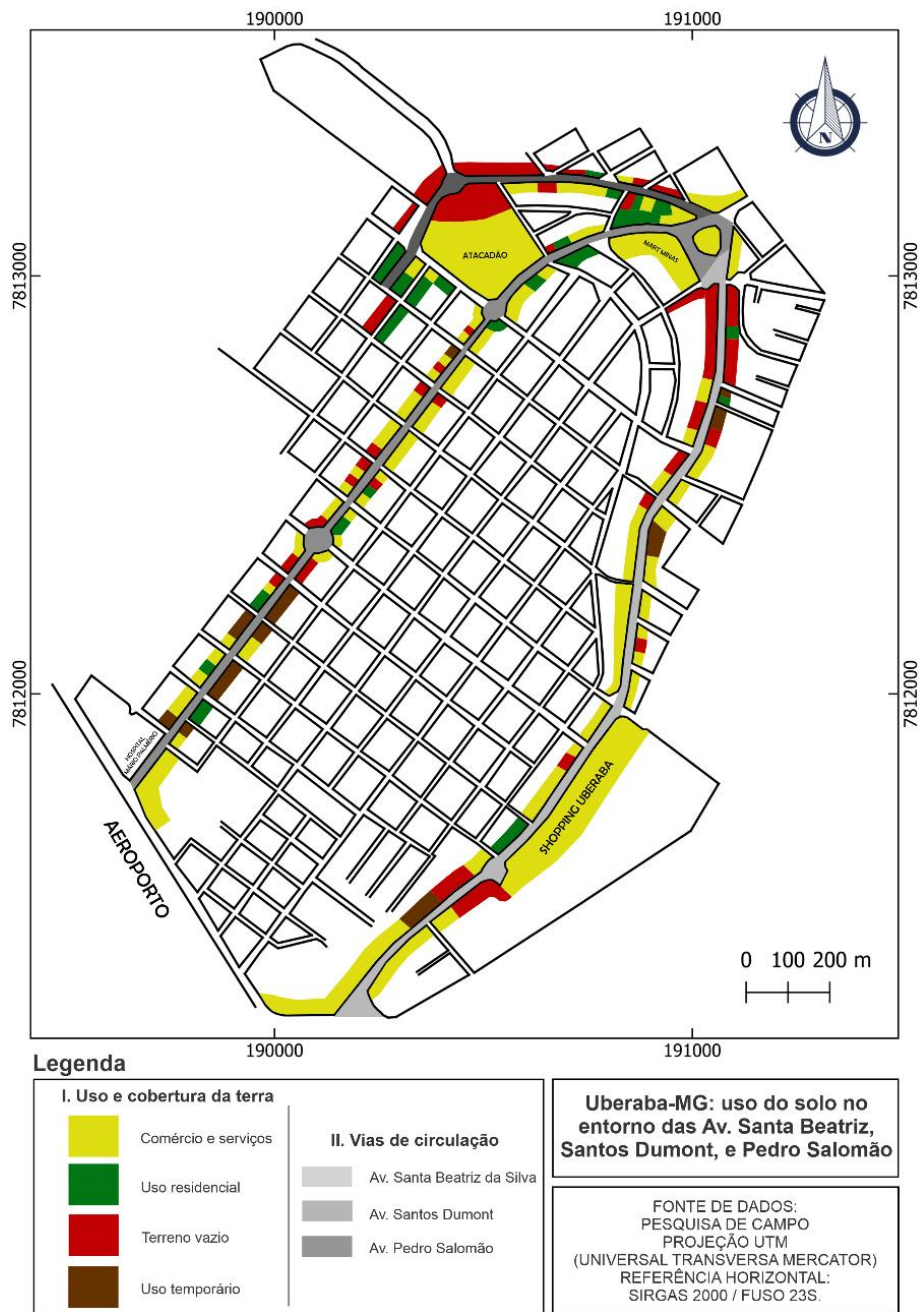 190000
191000
N
7813000
7813000
ATACADÃO
MART MINAS
7812000
7812000
HOSPITAL
MÁRIO PALMÉRIO
SHOPPING UBERABA
AEROPORTO
0 100 200 m
190000
191000
Legenda
I. Uso e cobertura da terra
Comércio e serviços
Uso residencial
Terreno vazio
Uso temporário
II. Vias de circulação
Av. Santa Beatriz da Silva
Av. Santos Dumont
Av. Pedro Salomão
Uberaba-MG: uso do solo no
entorno das Av. Santa Beatriz,
Santos Dumont, e Pedro Salomão
FONTE DE DADOS:
PESQUISA DE CAMPO
PROJEÇÃO UTM
(UNIVERSAL TRANSVERSA MERCATOR)
REFERÊNCIA HORIZONTAL:
SIRGAS 2000 / FUSO 23S.